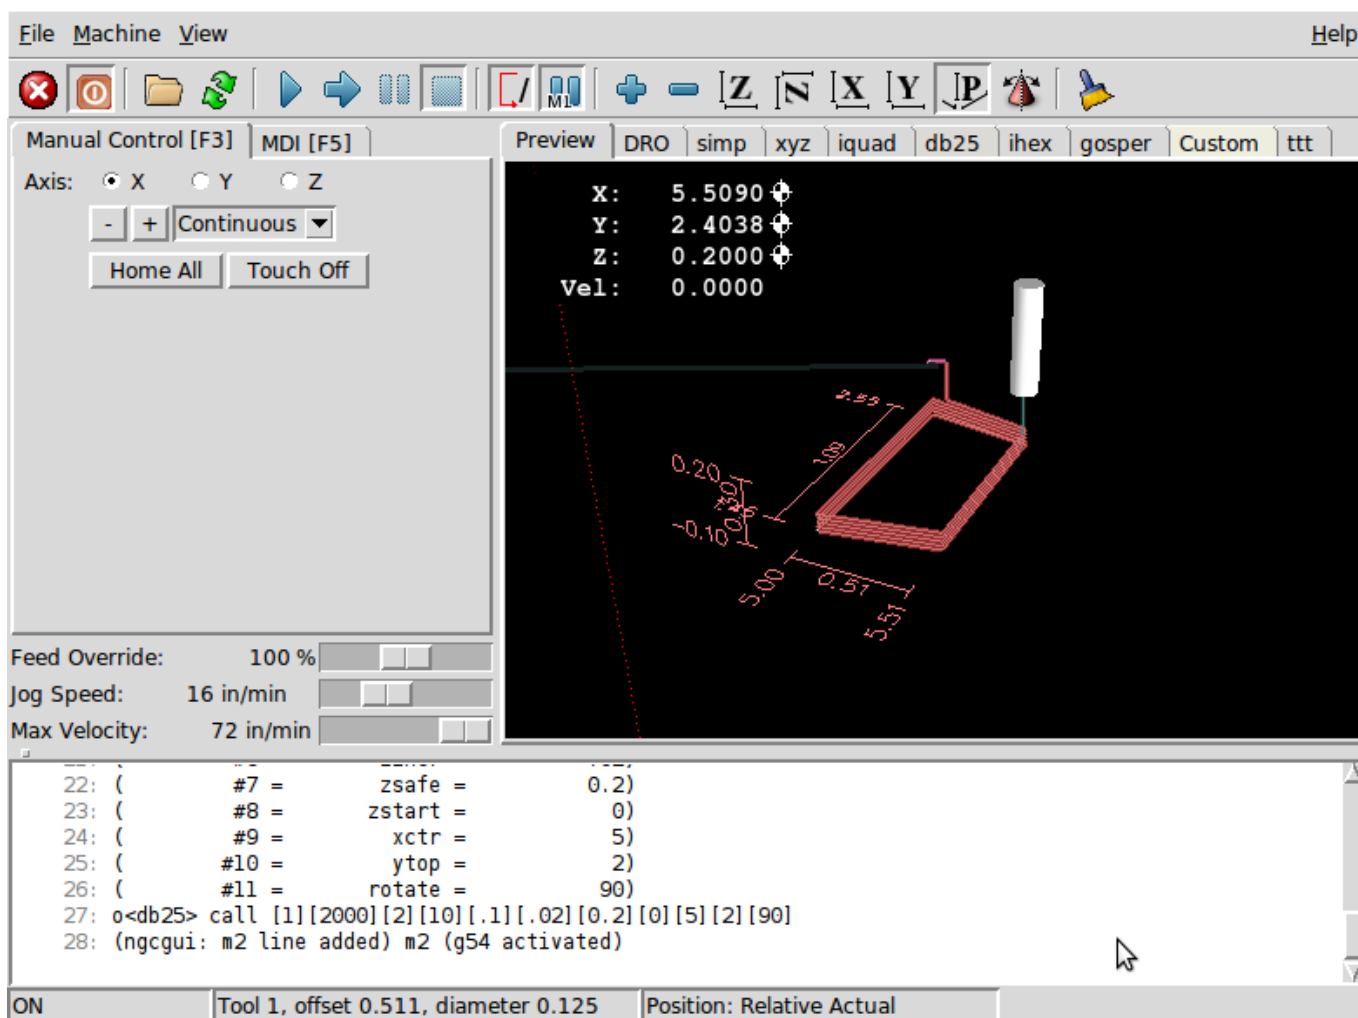 File Machine View Help
M1 Z N X Y P
Manual Control [F3] MDI [F5] Preview DRO simp xyz iquad db25 ihex gosper Custom ttt
Axis: X Y Z
- + Continuous
Home All Touch Off
X: 5.5090
Y: 2.4038
Z: 0.2000
Vel: 0.0000
2.59
0.20
-0.10
5.00 0.51 5.51
Feed Override: 100 %
Jog Speed: 16 in/min
Max Velocity: 72 in/min
22: ( #7 = zsafe = 0.2)
23: ( #8 = zstart = 0)
24: ( #9 = xctr = 5)
25: ( #10 = ytop = 2)
26: ( #11 = rotate = 90)
27: o<db25> call [1][2000][2][10][.1][.02][0.2][0][5][2][90]
28: (ngcgui: m2 line added) m2 (g54 activated)
ON Tool 1, offset 0.511, diameter 0.125 Position: Relative Actual